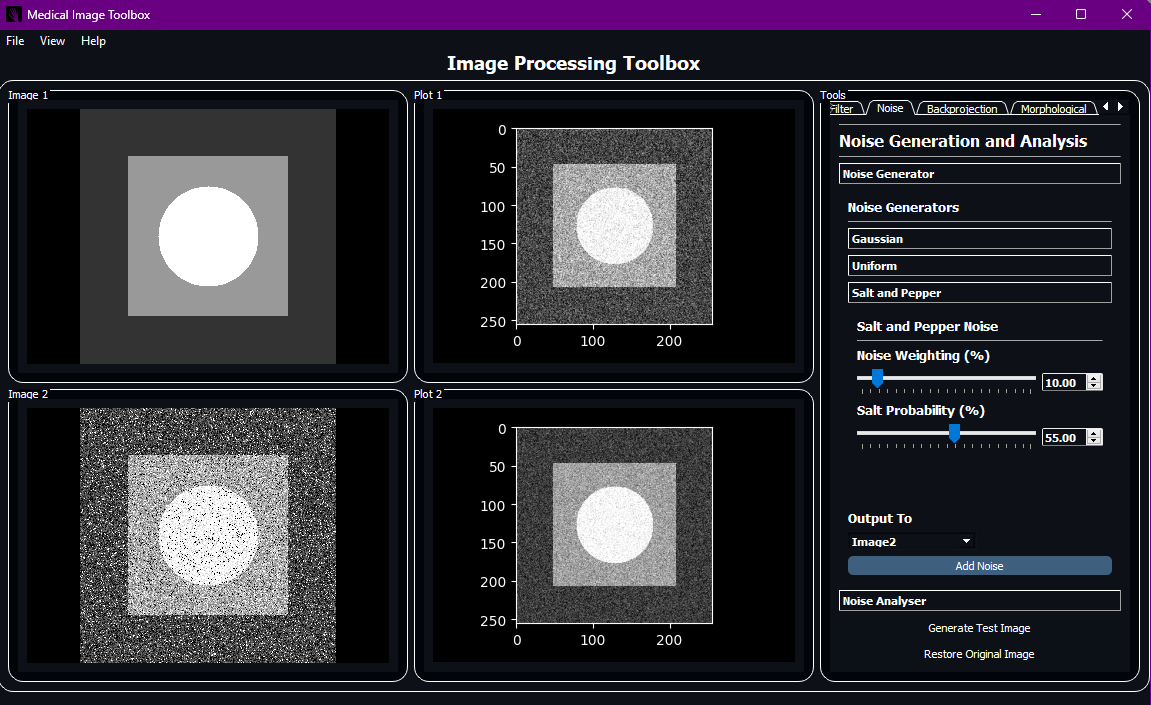 Medical Image Toolbox
File View Help
Image Processing Toolbox
Image 1
Plot 1
0
50
100
150
200
250
0 100 200
Image 2
Plot 2
0
50
100
150
200
250
0 100 200
Tools
Filter Noise Backprojection Morphological
Noise Generation and Analysis
Noise Generator
Noise Generators
Gaussian
Uniform
Salt and Pepper
Salt and Pepper Noise
Noise Weighting (%)
10.00
Salt Probability (%)
55.00
Output To
Image2
Add Noise
Noise Analyser
Generate Test Image
Restore Original Image